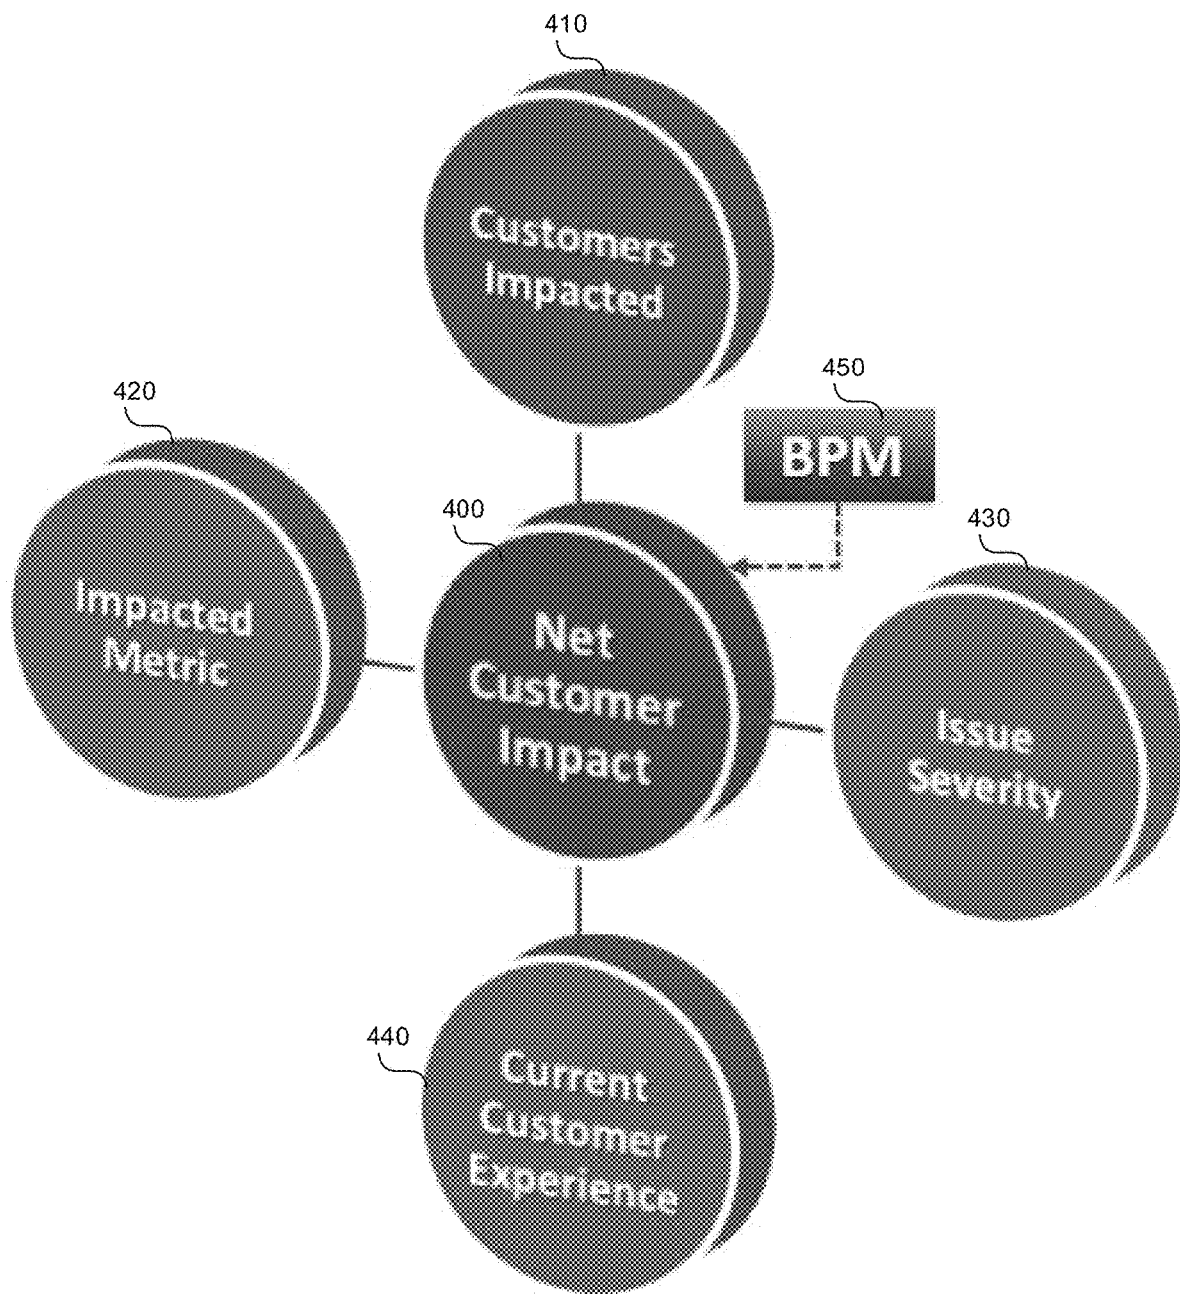 410
Customers
Impacted
450
BPM
420
Impacted
Metric
400
Net
Customer
Impact
430
Issue
Severity
440
Current
Customer
Experience